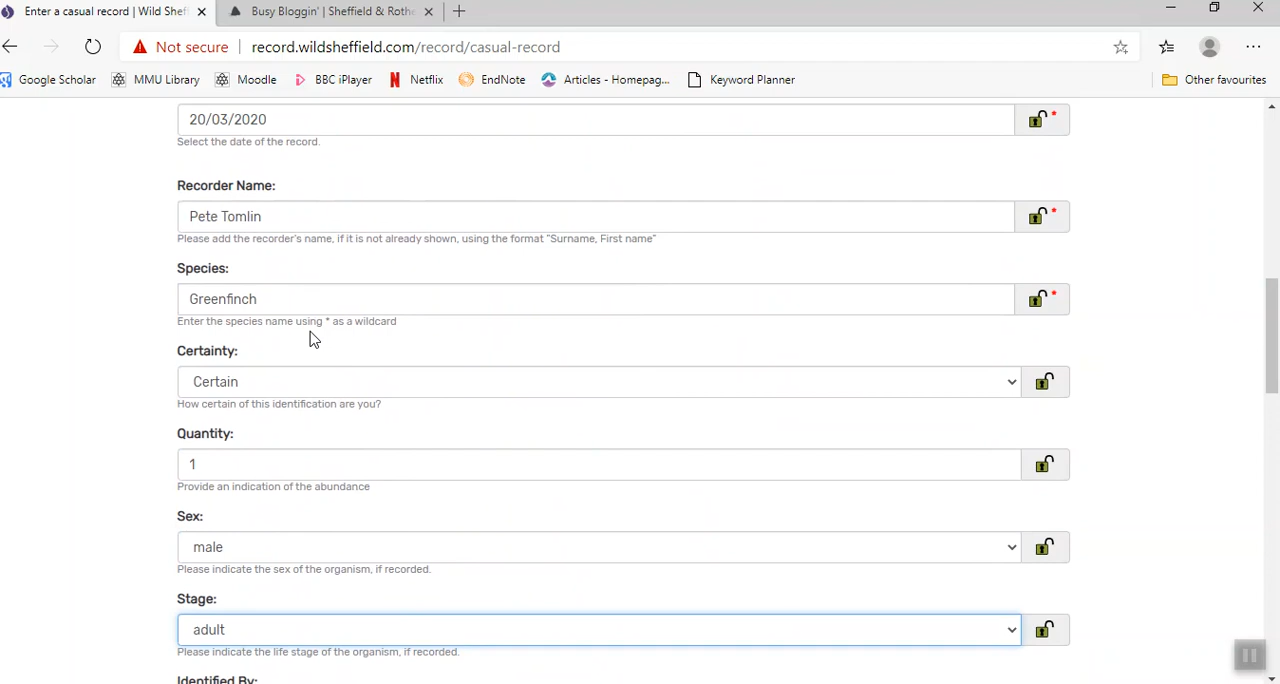 Enter a casual record | Wild Shef
Busy Bloggin' | Sheffield & Rothe
Not secure
record.wildsheffield.com/record/casual-record
Google Scholar
MMU Library
Moodle
BBC iPlayer
Netflix
EndNote
Articles - Homepag...
Keyword Planner
Other favourites
20/03/2020
*
Select the date of the record.
Recorder Name:
Pete Tomlin
*
Please add the recorder's name, if it is not already shown, using the format "Surname, First name"
Species:
Greenfinch
*
Enter the species name using * as a wildcard
Certainty:
Certain
How certain of this identification are you?
Quantity:
1
Provide an indication of the abundance
Sex:
male
Please indicate the sex of the organism, if recorded.
Stage:
adult
Please indicate the life stage of the organism, if recorded.
Identified By: